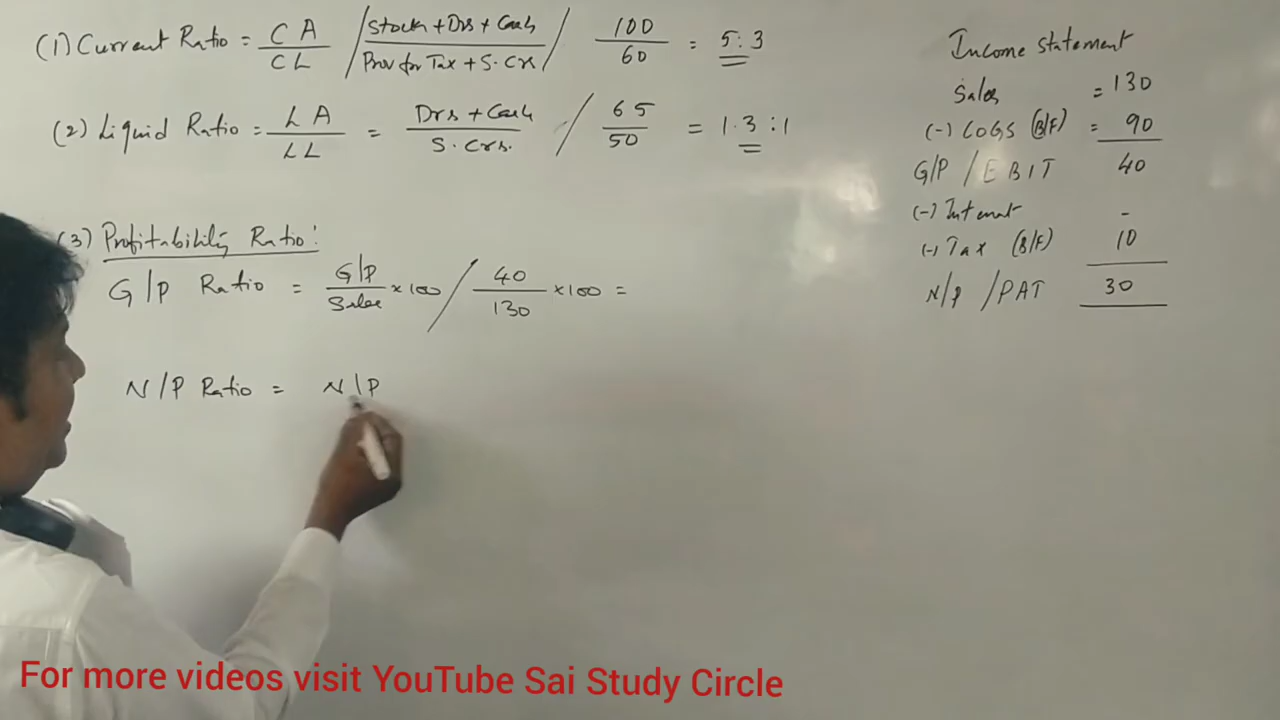 (1) Current Ratio = CA / CL / Stock + Drs + Cash / Prov for Tax + S. Crs / 100 / 60 = 5:3
(2) Liquid Ratio = LA / LL = Drs + Cash / S. Crs. / 65 / 50 = 1.3:1
(3) Profitability Ratio:
G/P Ratio = G/P / Sales × 100 / 40 / 130 × 100 =
N/P Ratio = N/P
Income Statement
Sales = 130
(-) COGS (B/F) = 90
G/P / EBIT 40
(-) Interest -
(-) Tax (B/F) 10
N/P / PAT 30
For more videos visit YouTube Sai Study Circle